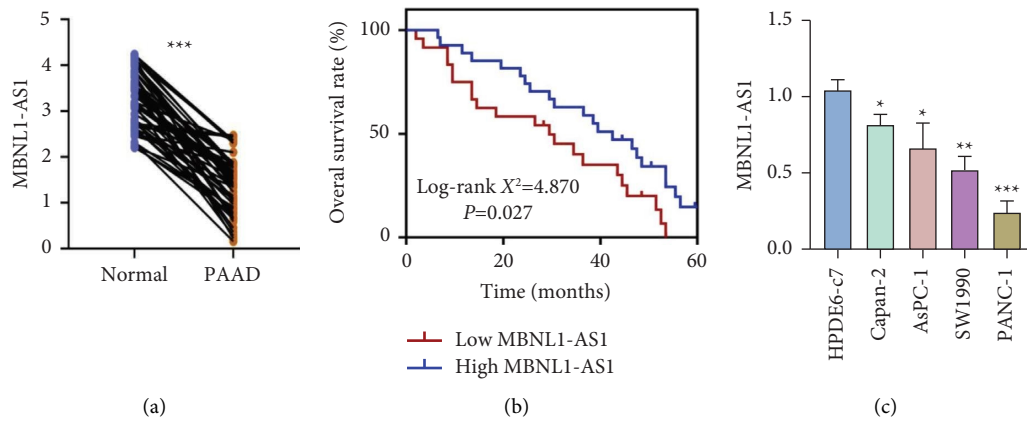 (a)
***
MBNL1-AS1
5
4
3
2
1
0
Normal
PAAD
(b)
Overal survival rate (%)
100
50
0
Log-rank X²=4.870
P=0.027
0
20
40
60
Time (months)
Low MBNL1-AS1
High MBNL1-AS1
(c)
MBNL1-AS1
1.5
1.0
0.5
0.0
*
*
**
***
HPDE6-c7
Capan-2
AsPC-1
SW1990
PANC-1